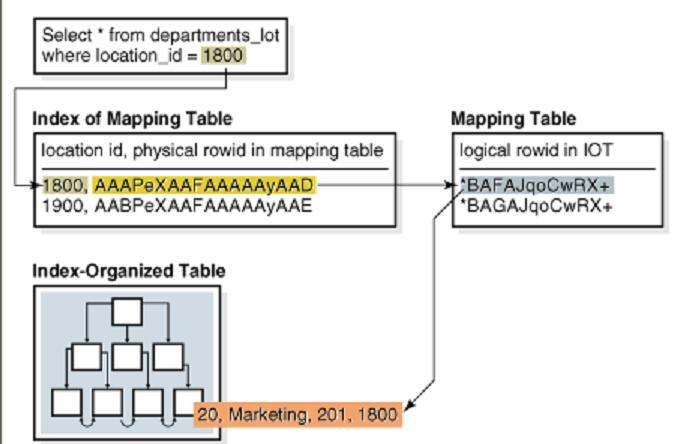 Select * from departments_lot
where location_id = 1800
Index of Mapping Table
location id, physical rowid in mapping table
1800, AAAPeXAAFAAAAAyAAD
1900, AABPeXAAFAAAAAyAAE
Mapping Table
logical rowid in IOT
*BAFAJqoCwRX+
*BAGAJqoCwRX+
Index-Organized Table
20, Marketing, 201, 1800